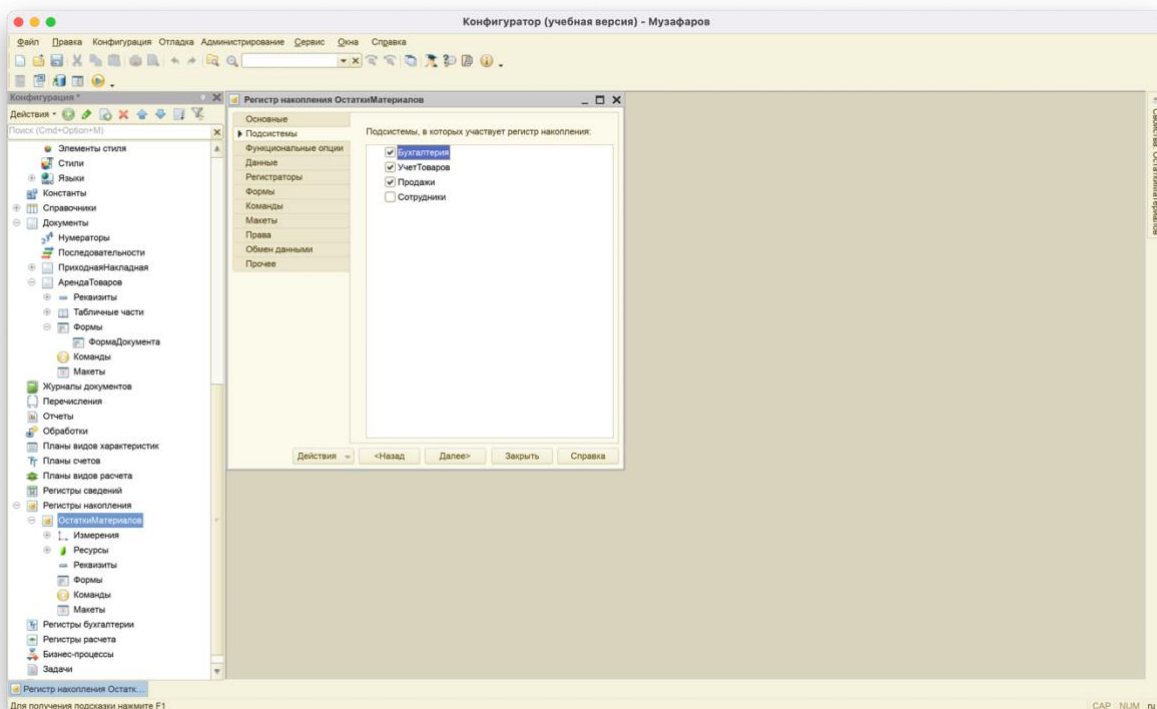 Конфигуратор (учебная версия) - Музафаров
Файл Правка Конфигурация Отладка Администрирование Сервис Окна Справка
Конфигурация *
Действия
Поиск (Cmd+Option+M)
Элементы стиля
Стили
Языки
Константы
Справочники
Документы
Нумераторы
Последовательности
ПриходнаяНакладная
АрендаТоваров
Реквизиты
Табличные части
Формы
ФормаДокумента
Команды
Макеты
Журналы документов
Перечисления
Отчеты
Обработки
Планы видов характеристик
Планы счетов
Планы видов расчета
Регистры сведений
Регистры накопления
ОстаткиМатериалов
Измерения
Ресурсы
Реквизиты
Формы
Команды
Макеты
Регистры бухгалтерии
Регистры расчета
Бизнес-процессы
Задачи
Регистр накопления ОстаткиМатериалов
Основные
Подсистемы
Функциональные опции
Данные
Регистраторы
Формы
Команды
Макеты
Права
Обмен данными
Прочее
Подсистемы, в которых участвует регистр накопления:
Бухгалтерия
УчетТоваров
Продажи
Сотрудники
Действия <Назад Далее> Закрыть Справка
Свойства: ОстаткиМатериалов
Регистр накопления Остатк...
Для получения подсказки нажмите F1
CAP NUM ru